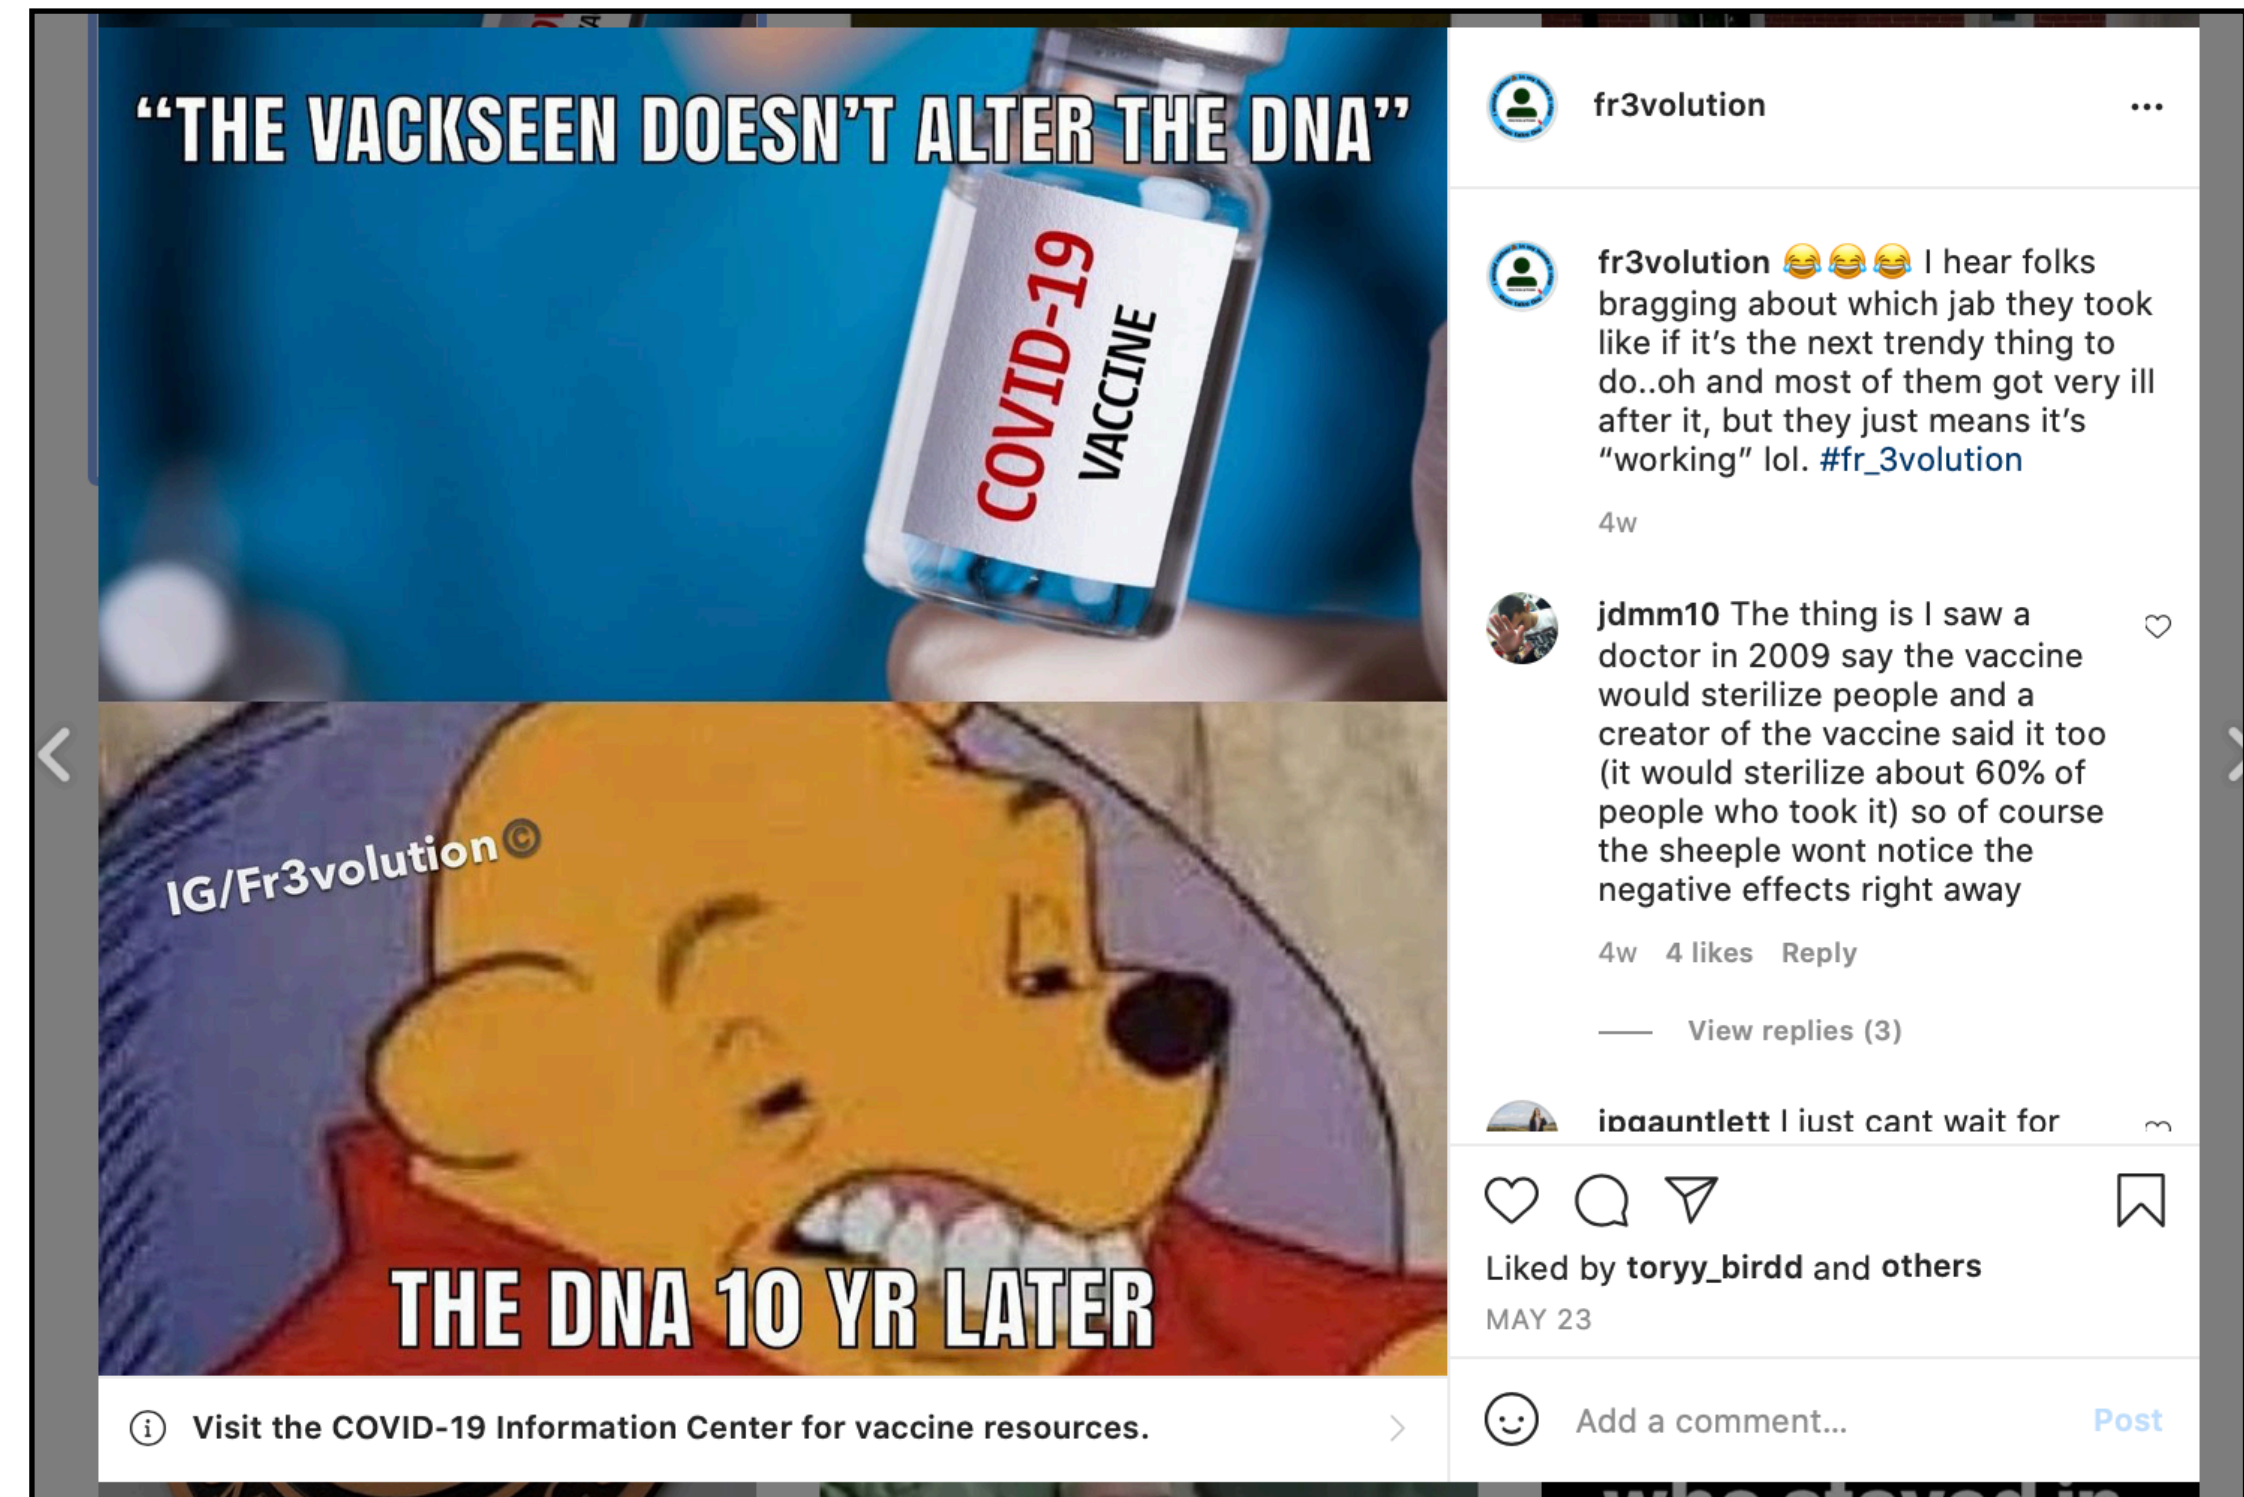 “THE VACKSEEN DOESN’T ALTER THE DNA”
COVID-19
VACCINE
IG/Fr3volution©
THE DNA 10 YR LATER
Visit the COVID-19 Information Center for vaccine resources.
fr3volution
fr3volution 😂😂😂 I hear folks
bragging about which jab they took
like if it’s the next trendy thing to
do..oh and most of them got very ill
after it, but they just means it’s
“working” lol. #fr_3volution
4w
jdmm10 The thing is I saw a
doctor in 2009 say the vaccine
would sterilize people and a
creator of the vaccine said it too
(it would sterilize about 60% of
people who took it) so of course
the sheeple wont notice the
negative effects right away
4w 4 likes Reply
View replies (3)
jpgauntlett I just cant wait for
Liked by toryy_birdd and others
MAY 23
Add a comment...
Post
who stayed in